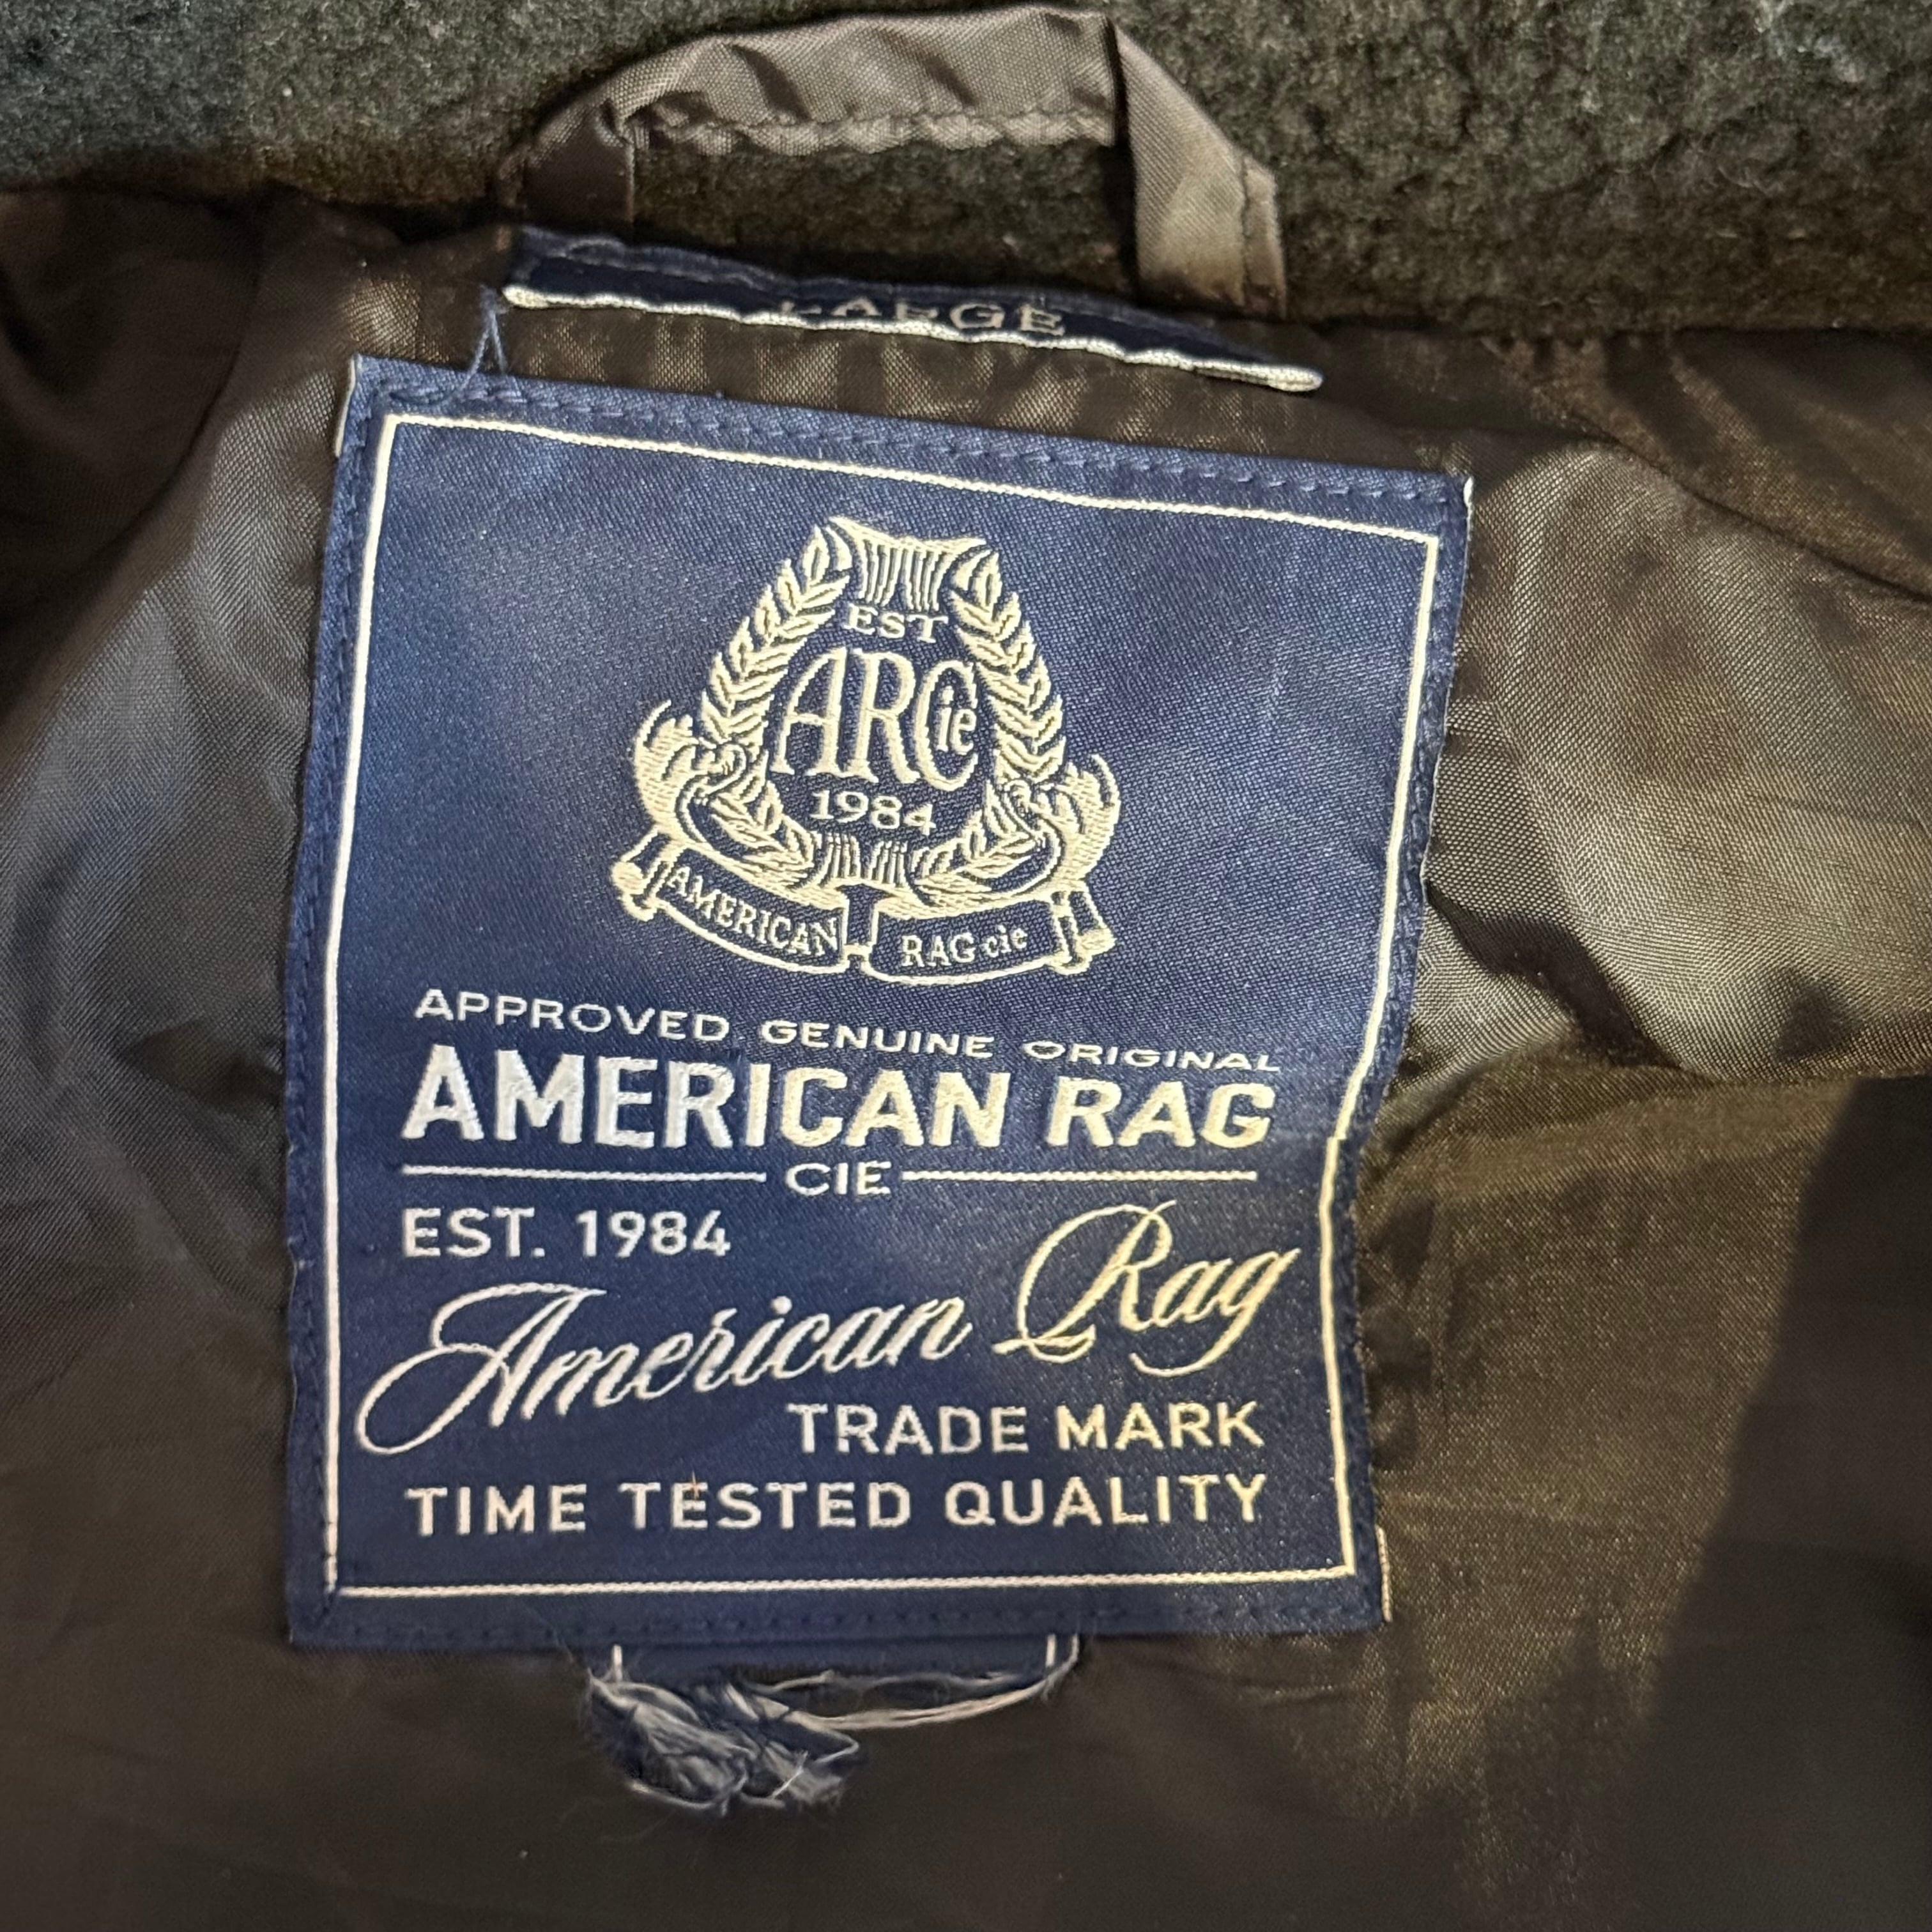 LARGE
EST
ARCie
1984
AMERICAN RAG cie
APPROVED GENUINE ORIGINAL
AMERICAN RAG
CIE
EST. 1984
American Rag
TRADE MARK
TIME TESTED QUALITY